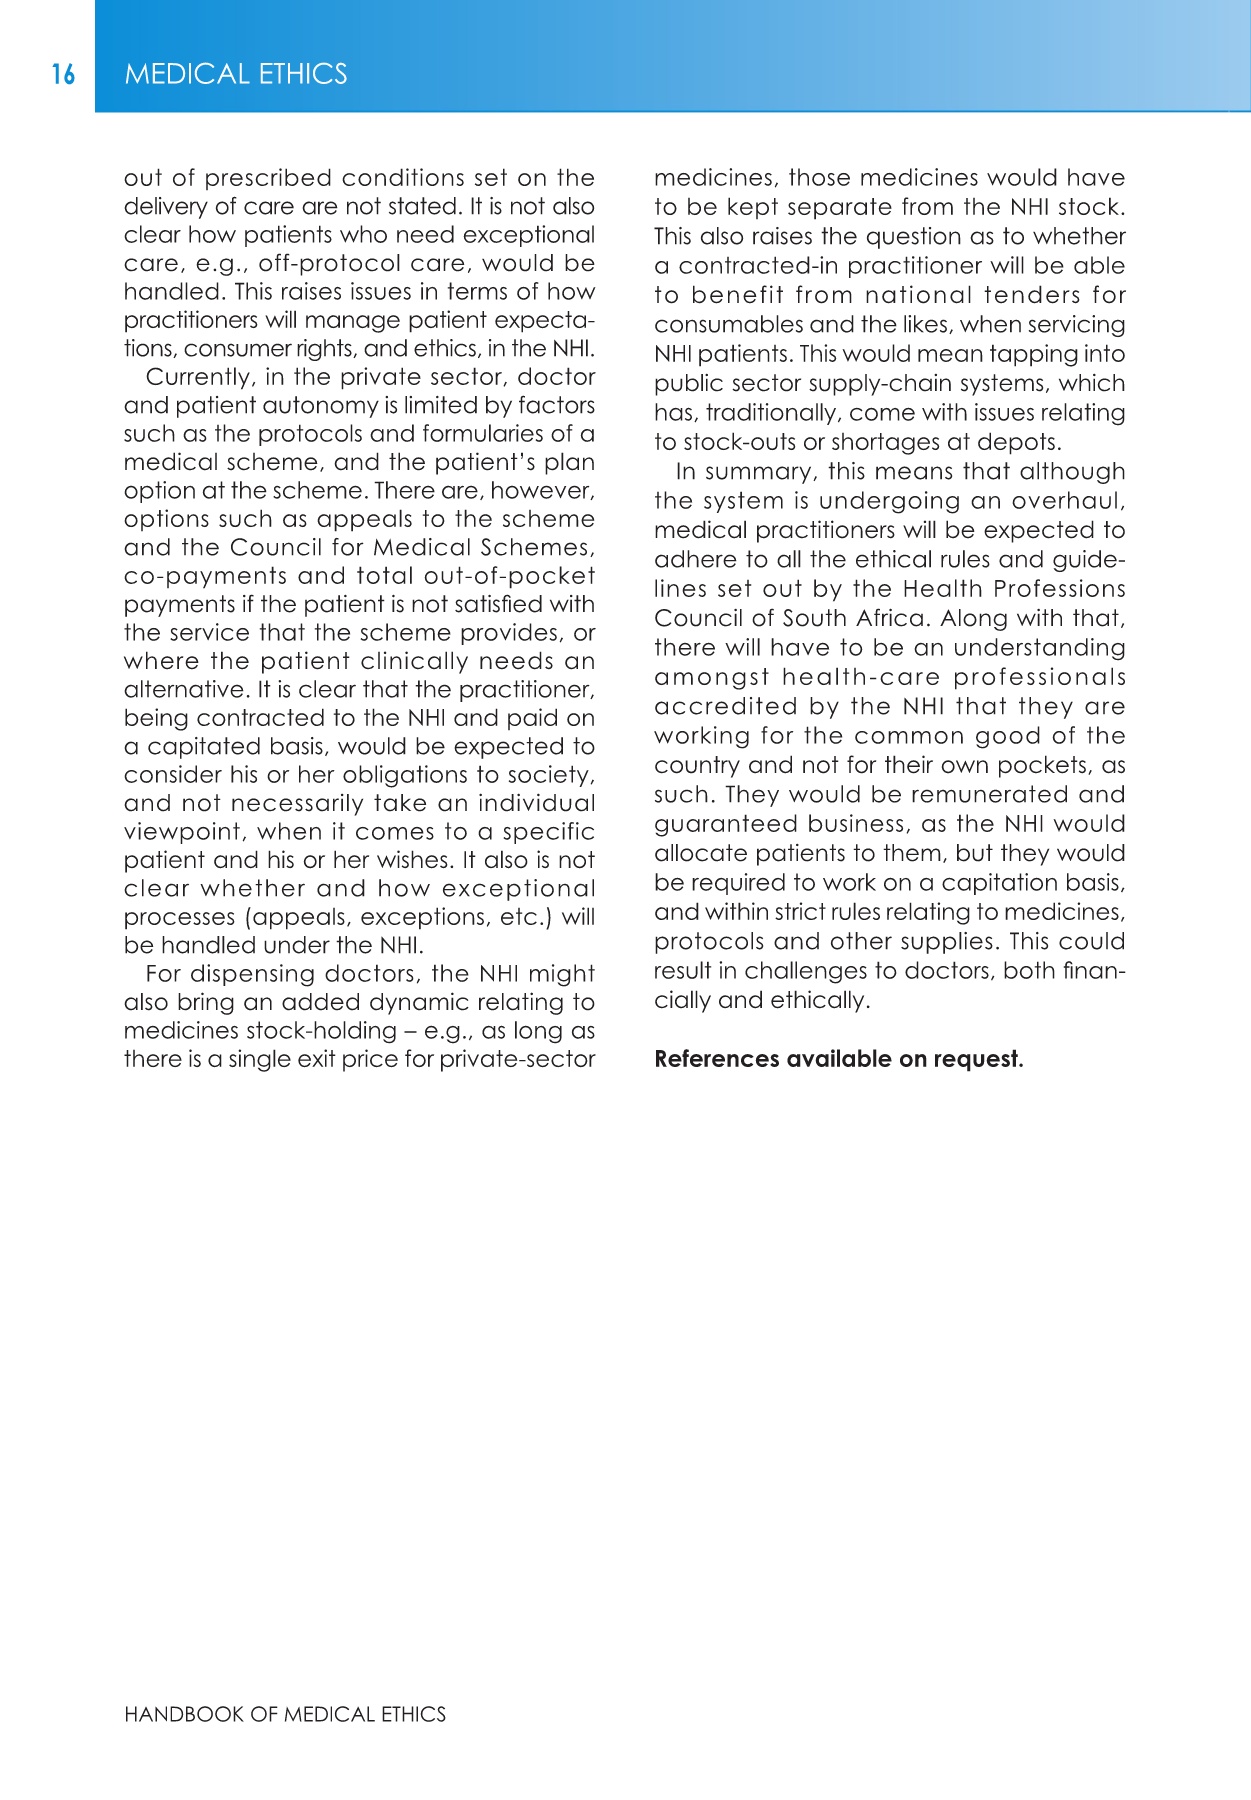 16
MEDICAL ETHICS
out of prescribed conditions set on the
delivery of care are not stated. It is not also
clear how patients who need exceptional
care, e.g., off-protocol care, would be
handled. This raises issues in terms of how
practitioners will manage patient expecta-
tions, consumer rights, and ethics, in the NHI.
Currently, in the private sector, doctor
and patient autonomy is limited by factors
such as the protocols and formularies of a
medical scheme, and the patient’s plan
option at the scheme. There are, however,
options such as appeals to the scheme
and the Council for Medical Schemes,
co-payments and total out-of-pocket
payments if the patient is not satisfied with
the service that the scheme provides, or
where the patient clinically needs an
alternative. It is clear that the practitioner,
being contracted to the NHI and paid on
a capitated basis, would be expected to
consider his or her obligations to society,
and not necessarily take an individual
viewpoint, when it comes to a specific
patient and his or her wishes. It also is not
clear whether and how exceptional
processes (appeals, exceptions, etc.) will
be handled under the NHI.
For dispensing doctors, the NHI might
also bring an added dynamic relating to
medicines stock-holding – e.g., as long as
there is a single exit price for private-sector
medicines, those medicines would have
to be kept separate from the NHI stock.
This also raises the question as to whether
a contracted-in practitioner will be able
to benefit from national tenders for
consumables and the likes, when servicing
NHI patients. This would mean tapping into
public sector supply-chain systems, which
has, traditionally, come with issues relating
to stock-outs or shortages at depots.
In summary, this means that although
the system is undergoing an overhaul,
medical practitioners will be expected to
adhere to all the ethical rules and guide-
lines set out by the Health Professions
Council of South Africa. Along with that,
there will have to be an understanding
amongst health-care professionals
accredited by the NHI that they are
working for the common good of the
country and not for their own pockets, as
such. They would be remunerated and
guaranteed business, as the NHI would
allocate patients to them, but they would
be required to work on a capitation basis,
and within strict rules relating to medicines,
protocols and other supplies. This could
result in challenges to doctors, both finan-
cially and ethically.
References available on request.
HANDBOOK OF MEDICAL ETHICS